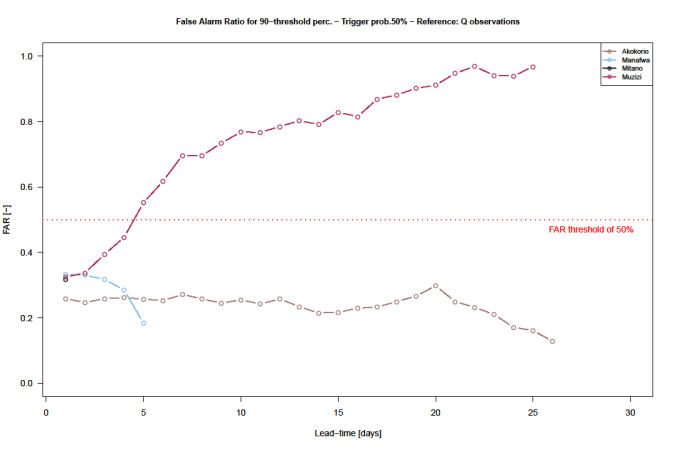 False Alarm Ratio for 90−threshold perc. − Trigger prob.50% − Reference: Q observations
Akokorio
Manafwa
Mitano
Muzizi
1.0
0.8
0.6
0.4
0.2
0.0
FAR [−]
FAR threshold of 50%
0 5 10 15 20 25 30
Lead−time [days]